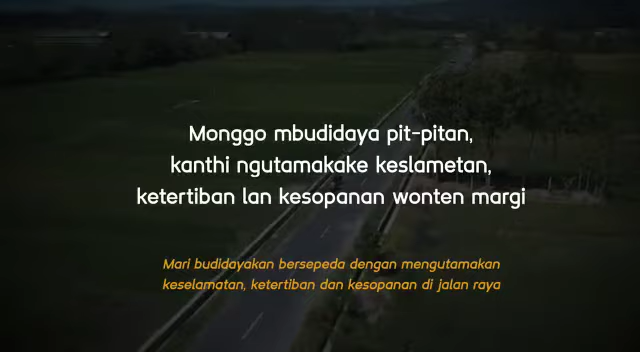 Monggo mbudidaya pit-pitan,
kanthi ngutamakake keslametan,
ketertiban lan kesopanan wonten margi
Mari budidayakan bersepeda dengan mengutamakan
keselamatan, ketertiban dan kesopanan di jalan raya